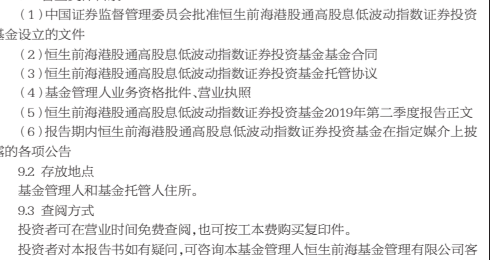 (1)中国证券监督管理委员会批准恒生前海港股通高股息低波动指数证券投资
基金设立的文件
(2)恒生前海港股通高股息低波动指数证券投资基金基金合同
(3)恒生前海港股通高股息低波动指数证券投资基金托管协议
(4)基金管理人业务资格批件、营业执照
(5)恒生前海港股通高股息低波动指数证券投资基金2019年第二季度报告正文
(6)报告期内恒生前海港股通高股息低波动指数证券投资基金在指定媒介上披
露的各项公告
9.2 存放地点
基金管理人和基金托管人住所。
9.3 查阅方式
投资者可在营业时间免费查阅,也可按工本费购买复印件。
投资者对本报告书如有疑问,可咨询本基金管理人恒生前海基金管理有限公司客